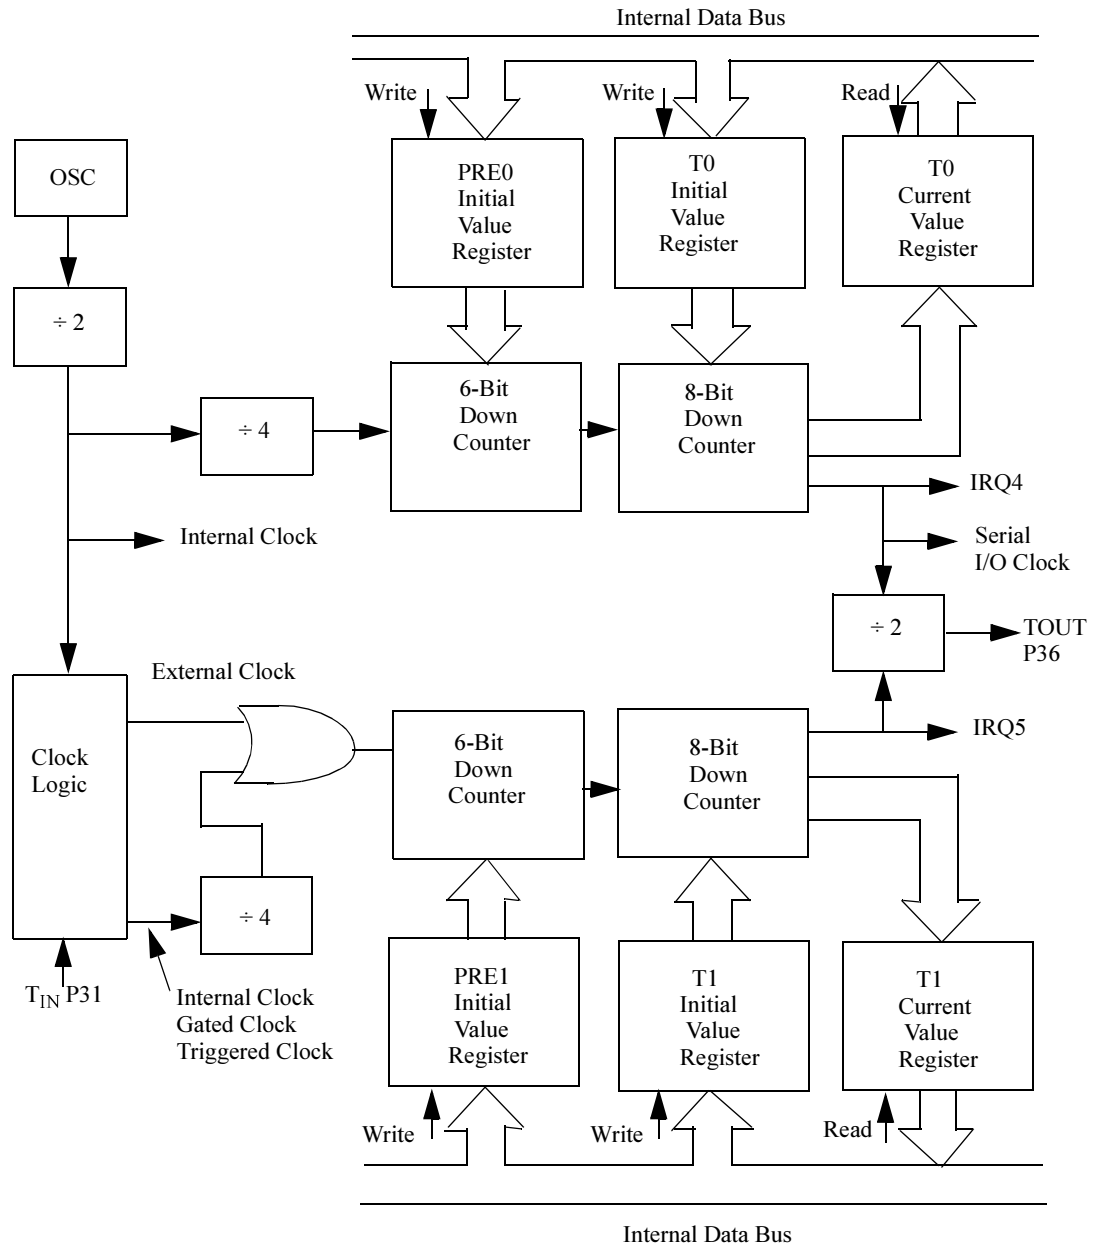 Internal Data Bus
Write
Write
Read
OSC
PRE0
Initial
Value
Register
T0
Initial
Value
Register
T0
Current
Value
Register
÷ 2
÷ 4
6-Bit
Down
Counter
8-Bit
Down
Counter
IRQ4
Internal Clock
Serial
I/O Clock
÷ 2
TOUT
P36
External Clock
Clock
Logic
6-Bit
Down
Counter
8-Bit
Down
Counter
IRQ5
÷ 4
TIN P31
Internal Clock
Gated Clock
Triggered Clock
PRE1
Initial
Value
Register
T1
Initial
Value
Register
T1
Current
Value
Register
Write
Write
Read
Internal Data Bus